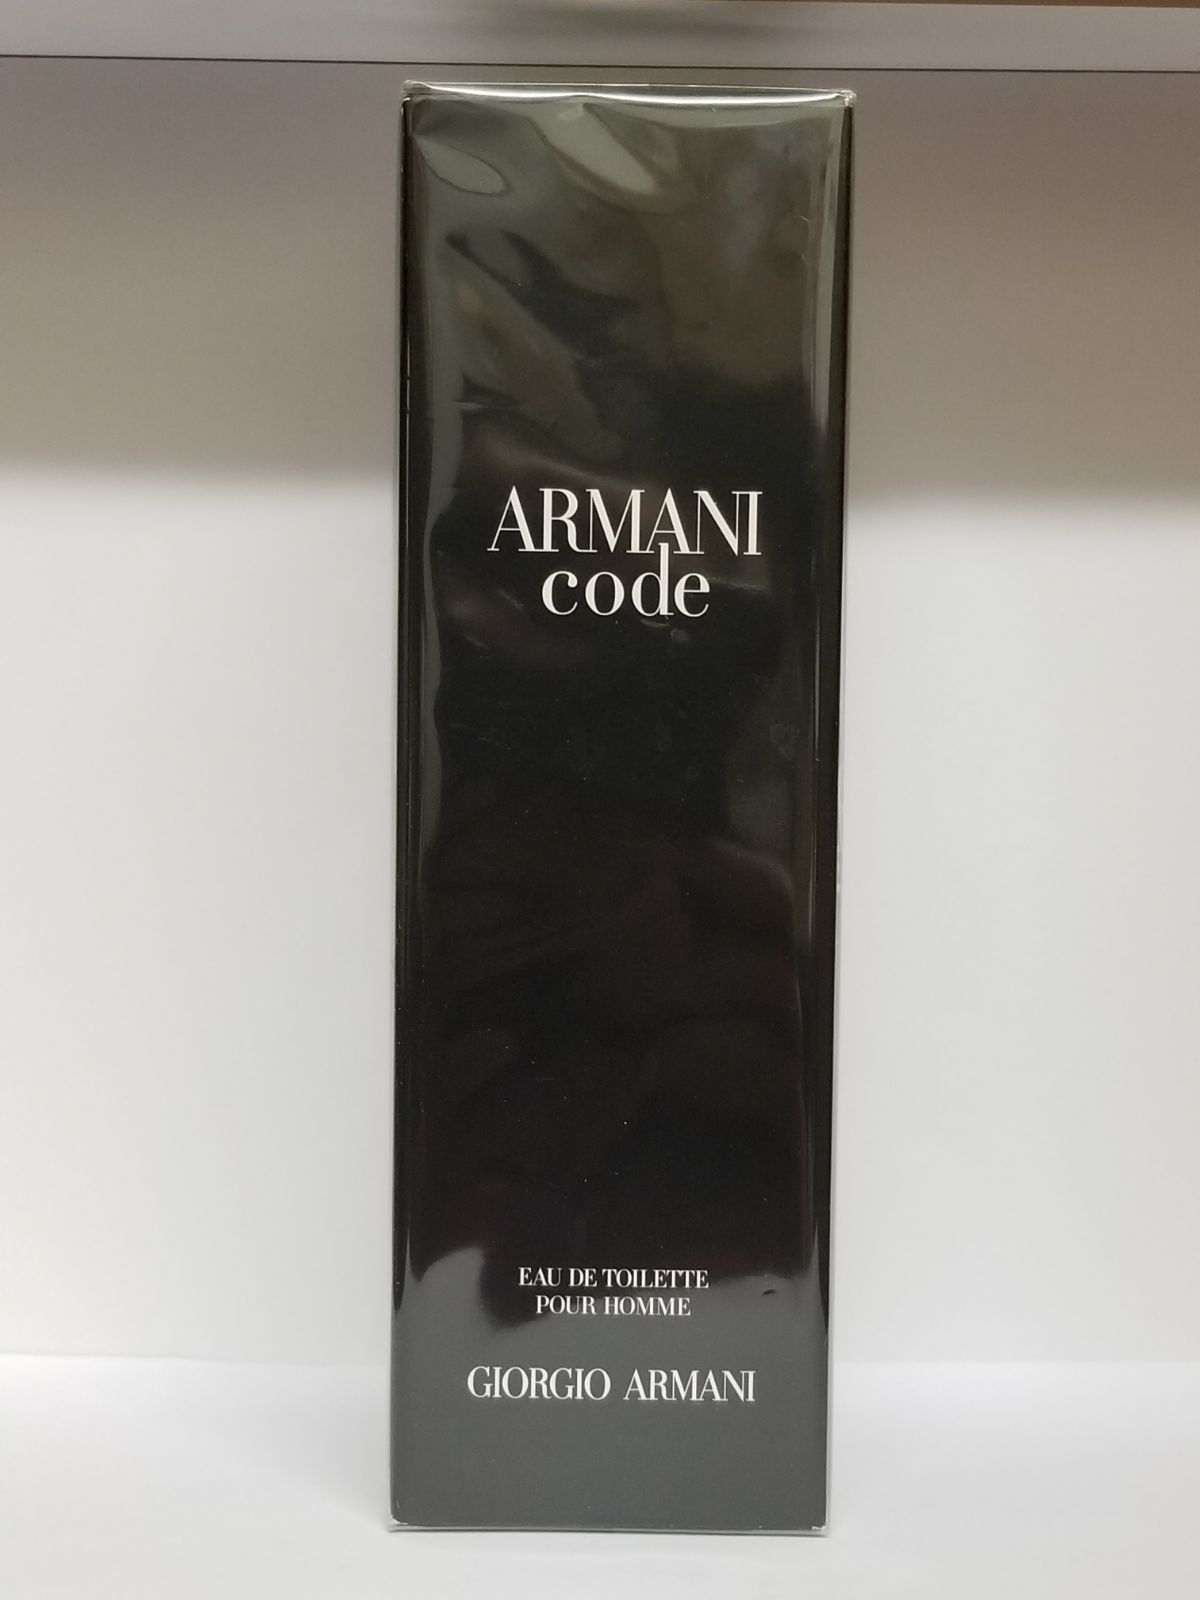 ARMANI
code
EAU DE TOILETTE
POUR HOMME
GIORGIO ARMANI